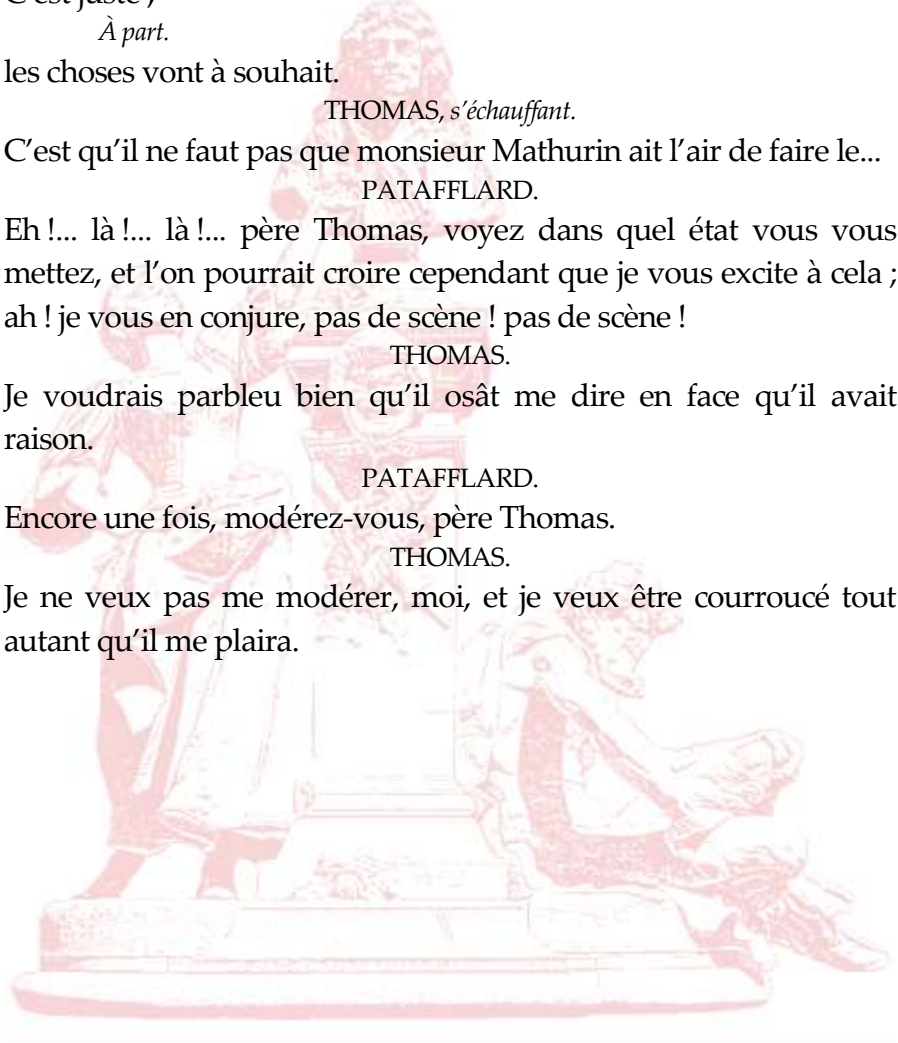 C'est juste ;
À part.
les choses vont à souhait.
THOMAS, s'échauffant.
C'est qu'il ne faut pas que monsieur Mathurin ait l'air de faire le...
PATAFFLARD.
Eh !... là !... là !... père Thomas, voyez dans quel état vous vous
mettez, et l'on pourrait croire cependant que je vous excite à cela ;
ah ! je vous en conjure, pas de scène ! pas de scène !
THOMAS.
Je voudrais parbleu bien qu'il osât me dire en face qu'il avait
raison.
PATAFFLARD.
Encore une fois, modérez-vous, père Thomas.
THOMAS.
Je ne veux pas me modérer, moi, et je veux être courroucé tout
autant qu'il me plaira.